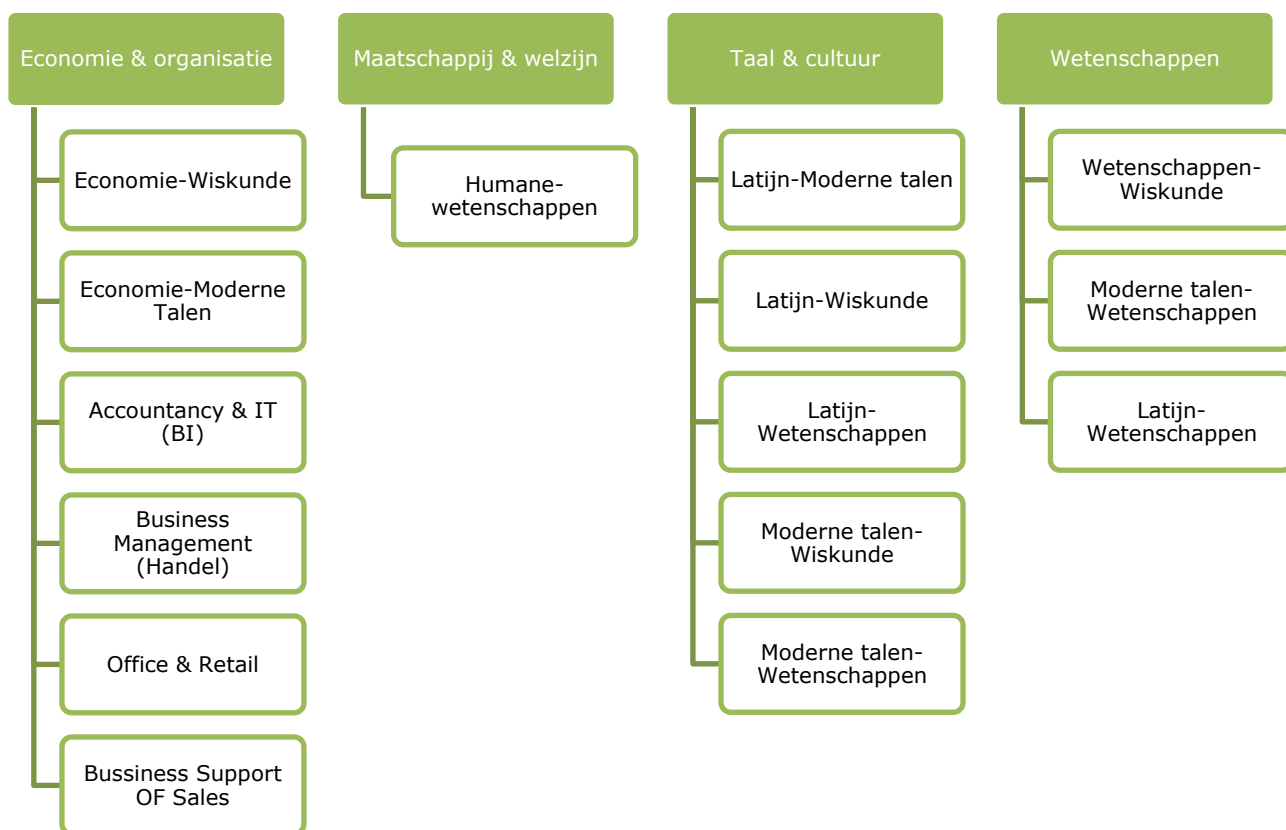 Economie & organisatie
Economie-Wiskunde
Economie-Moderne
Talen
Accountancy & IT
(BI)
Business
Management
(Handel)
Office & Retail
Bussiness Support
OF Sales
Maatschappij & welzijn
Humane-
wetenschappen
Taal & cultuur
Latijn-Moderne talen
Latijn-Wiskunde
Latijn-
Wetenschappen
Moderne talen-
Wiskunde
Moderne talen-
Wetenschappen
Wetenschappen
Wetenschappen-
Wiskunde
Moderne talen-
Wetenschappen
Latijn-
Wetenschappen